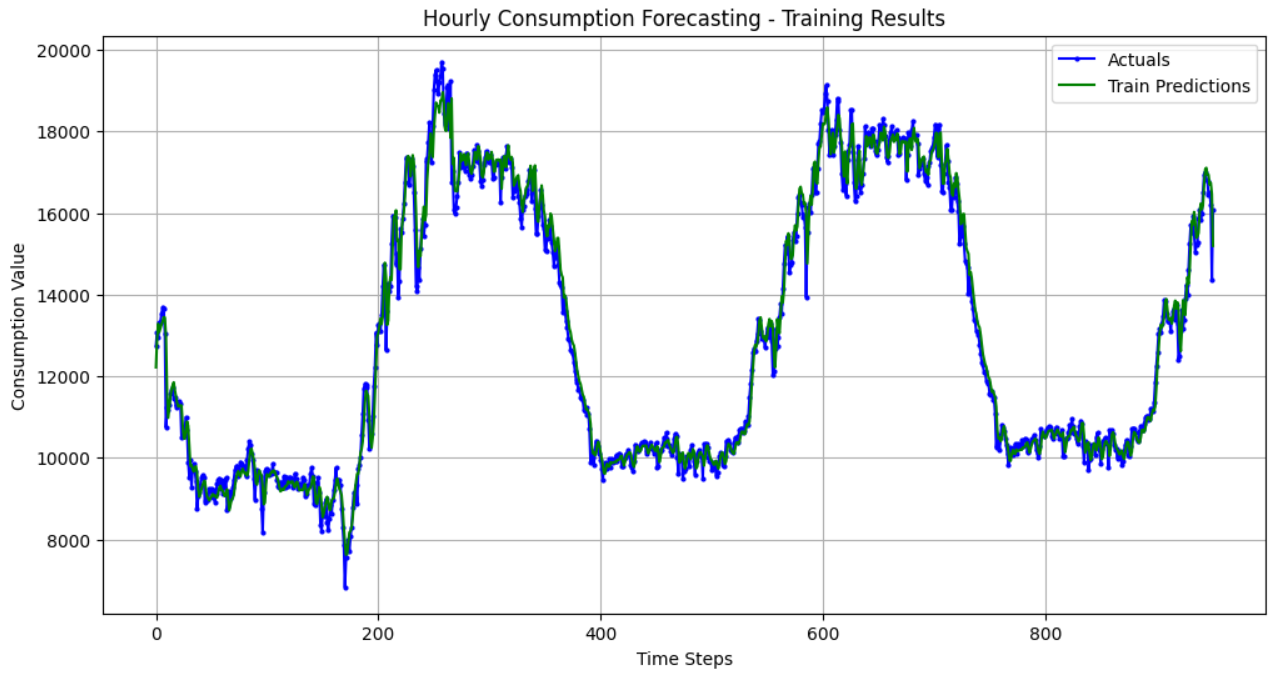 Hourly Consumption Forecasting - Training Results
20000
18000
16000
14000
12000
10000
8000
Consumption Value
Actuals
Train Predictions
0
200
400
600
800
Time Steps